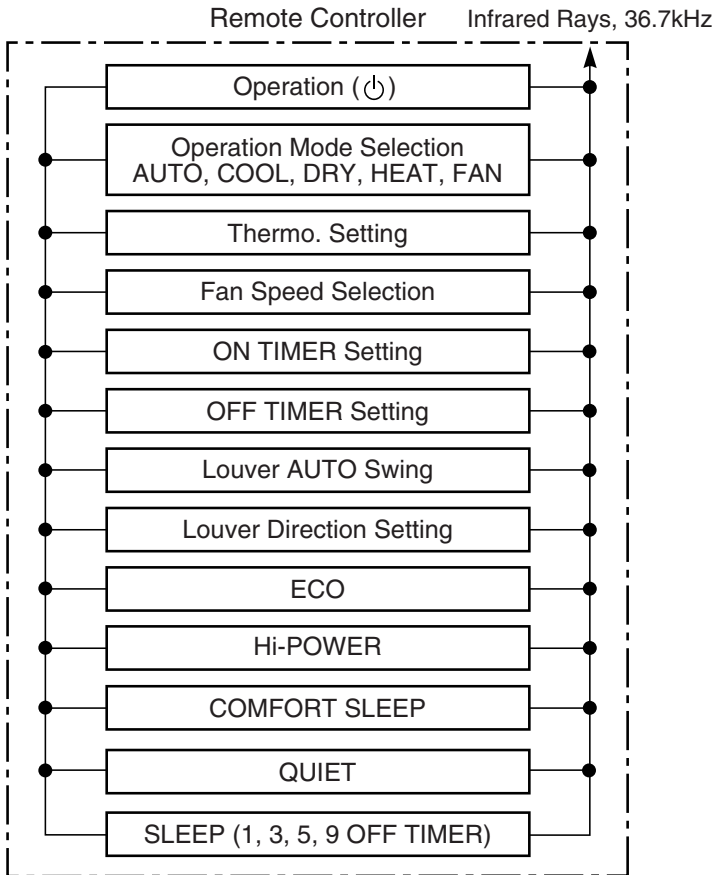 Remote Controller Infrared Rays, 36.7kHz
Operation (⏻)
Operation Mode Selection
AUTO, COOL, DRY, HEAT, FAN
Thermo. Setting
Fan Speed Selection
ON TIMER Setting
OFF TIMER Setting
Louver AUTO Swing
Louver Direction Setting
ECO
Hi-POWER
COMFORT SLEEP
QUIET
SLEEP (1, 3, 5, 9 OFF TIMER)